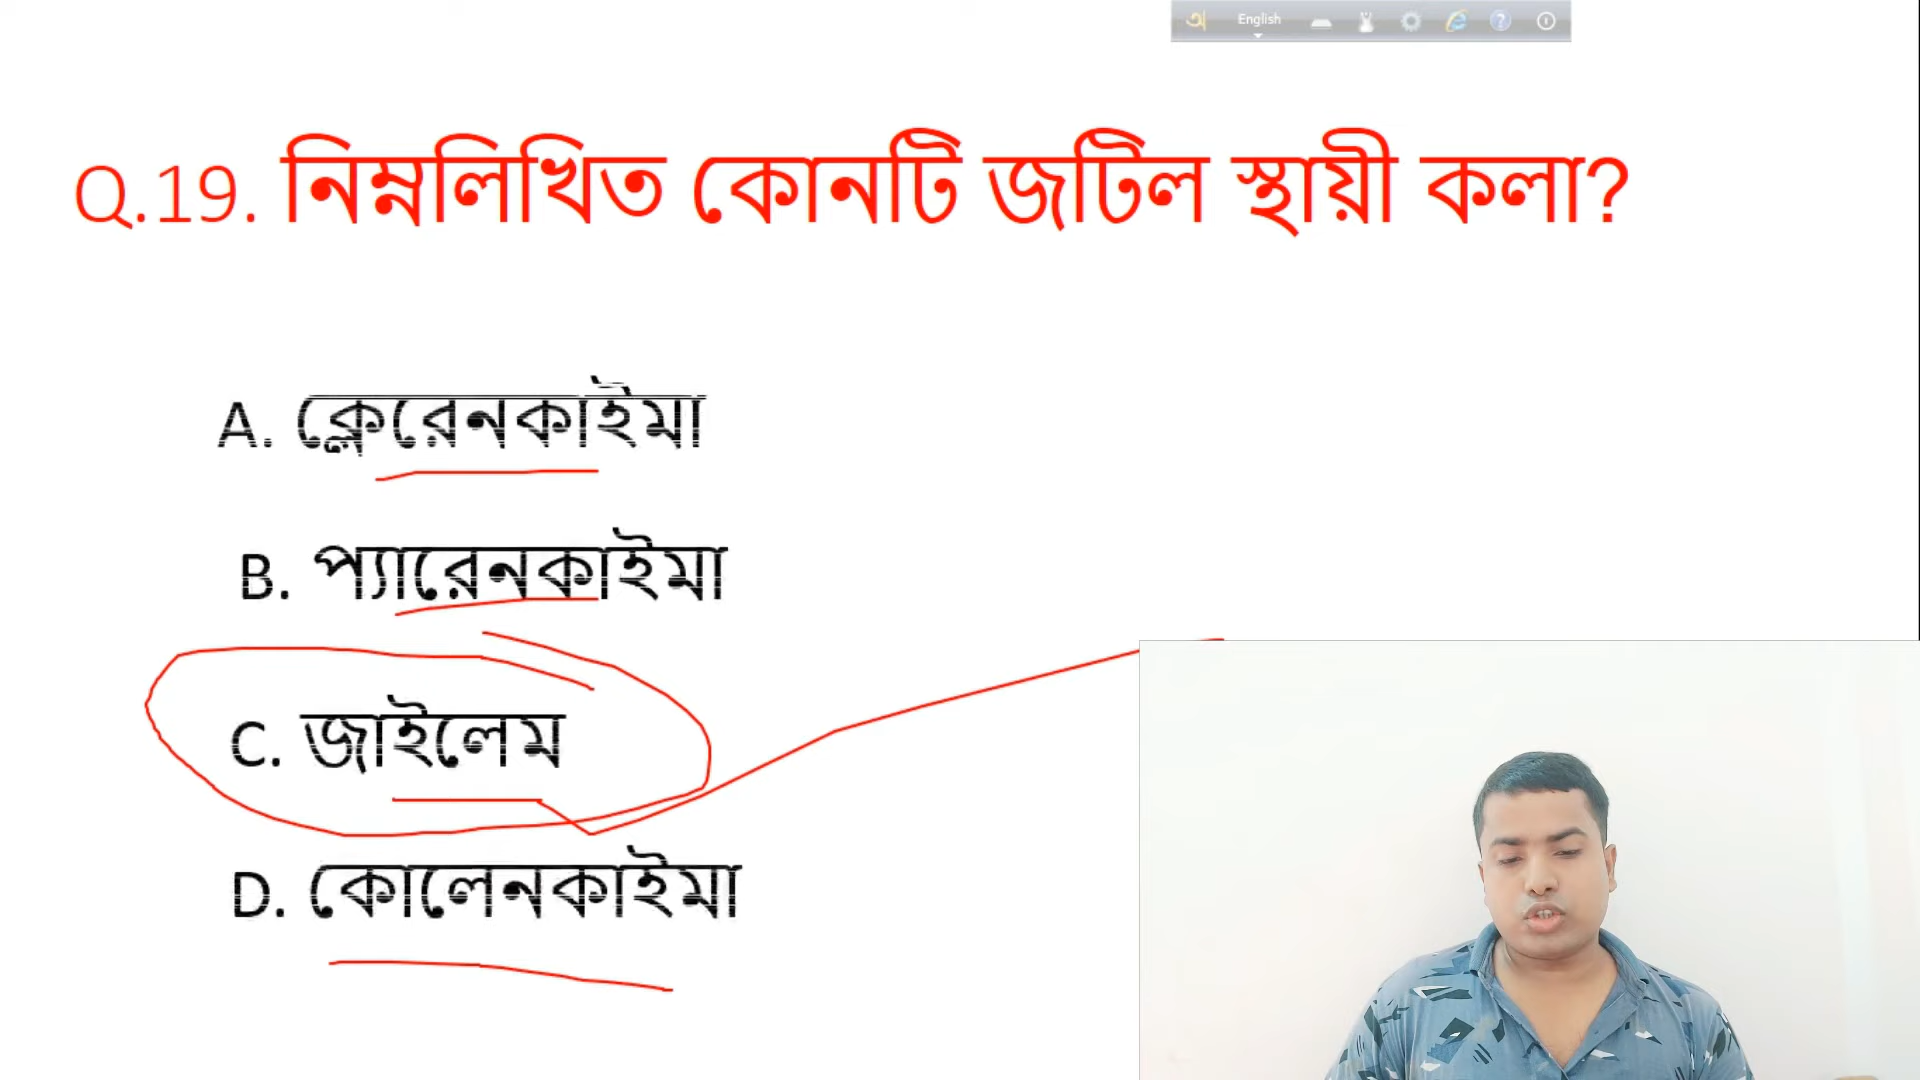 English
Q.19. নিম্নলিখিত কোনটি জটিল স্থায়ী কলা?
A. ক্লেরেনকাইমা
B. প্যারেনকাইমা
C. জাইলেম
D. কোলেনকাইমা